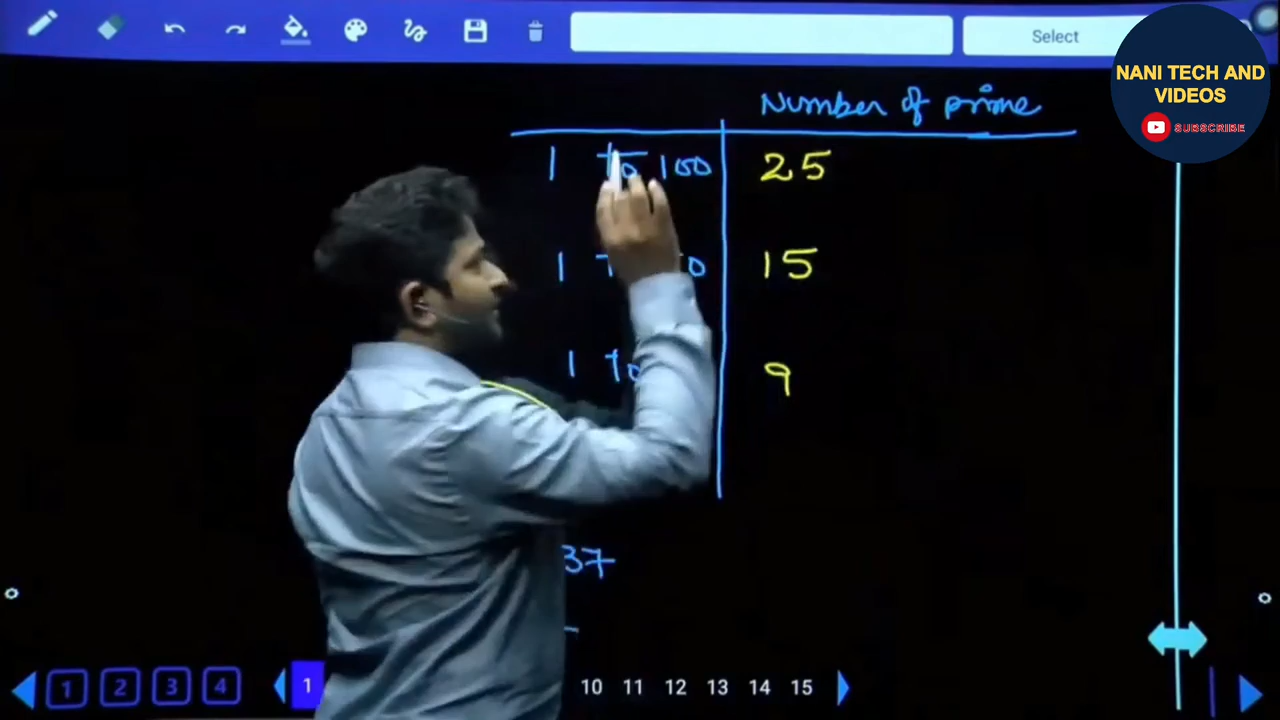 Select
NANI TECH AND
VIDEOS
SUBSCRIBE
Number of prime
1 To 100 25
1 15
1 To 9
37
1 2 3 4 1 10 11 12 13 14 15